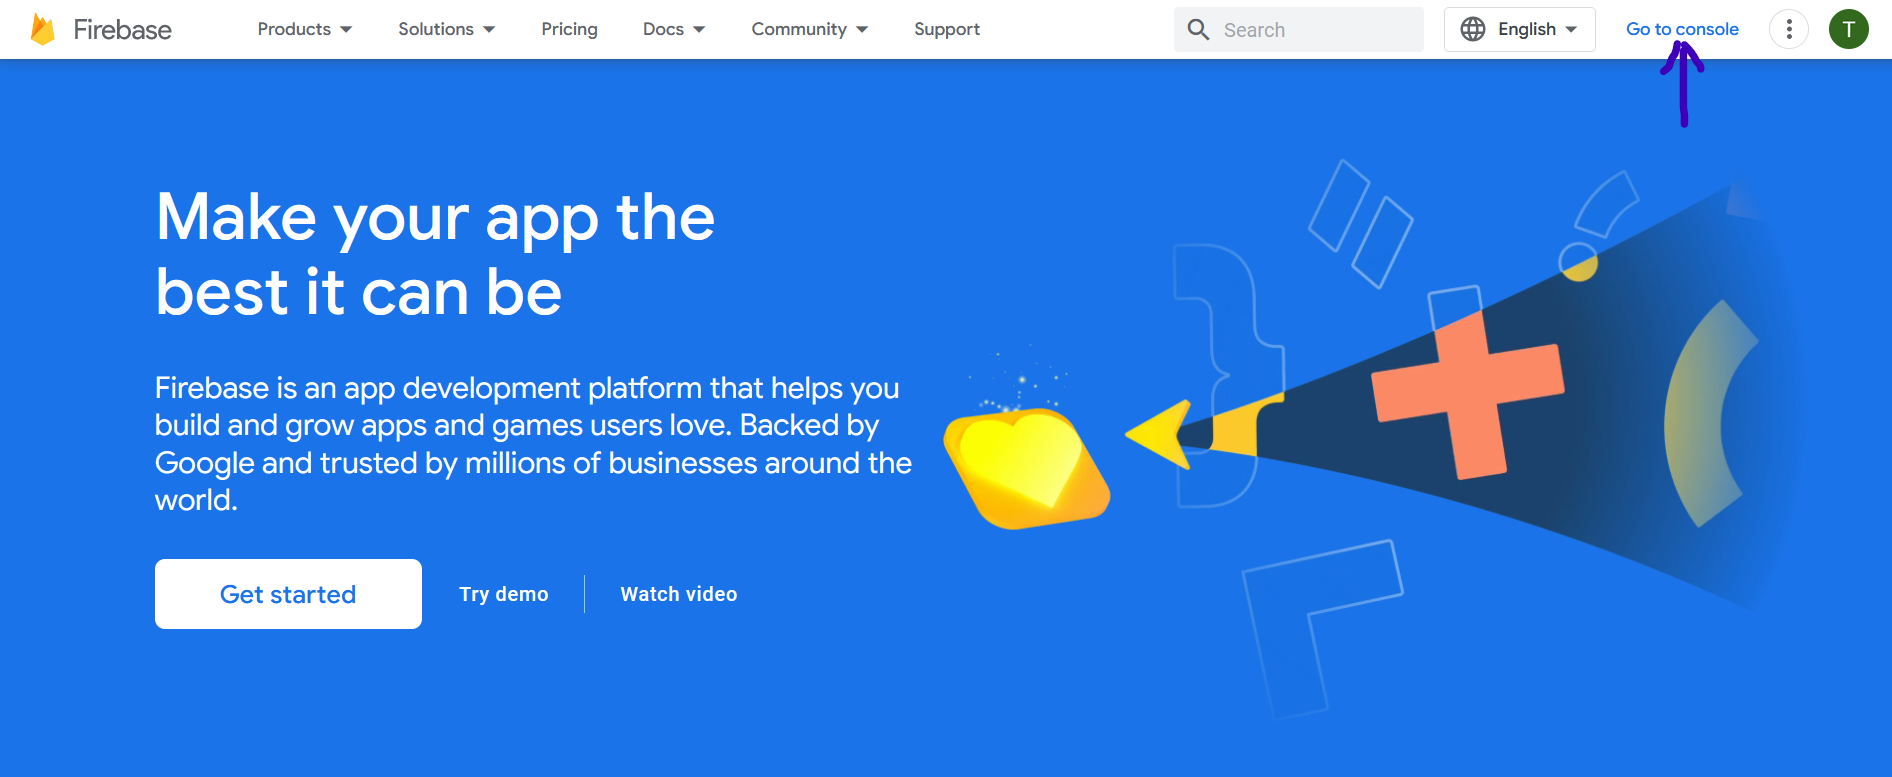 Firebase Products Solutions Pricing Docs Community Support Search English Go to console T
Make your app the
best it can be
Firebase is an app development platform that helps you
build and grow apps and games users love. Backed by
Google and trusted by millions of businesses around the
world.
Get started Try demo Watch video